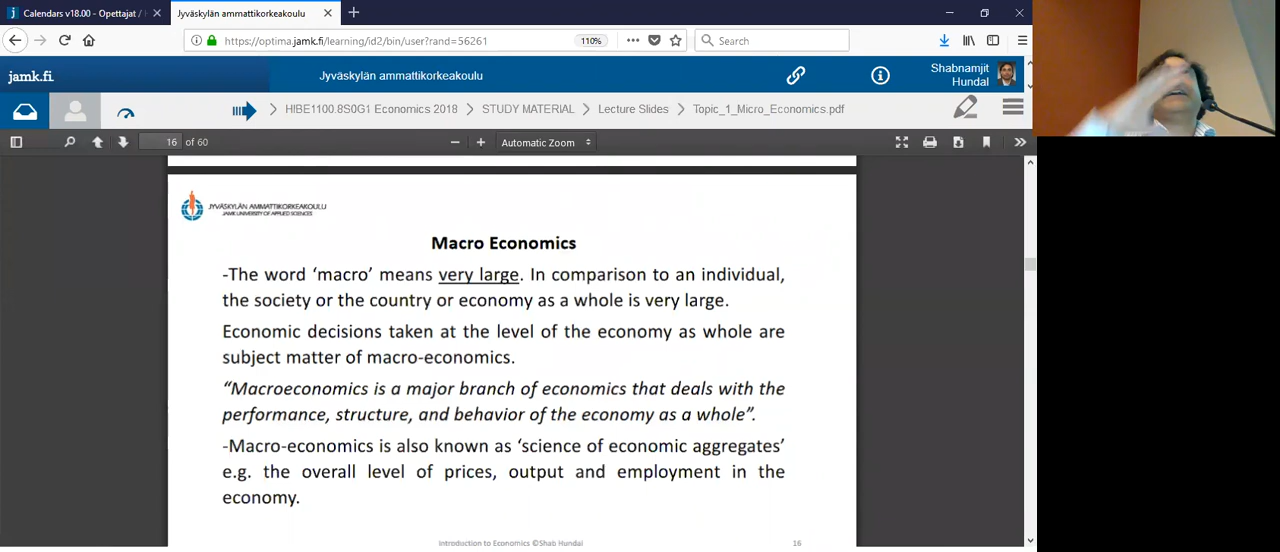 Calendars v18.00 - Opettajat /
Jyväskylän ammattikorkeakoulu
https://optima.jamk.fi/learning/id2/bin/user?rand=56261
110%
Search
jamk.fi
Jyväskylän ammattikorkeakoulu
Shabnamjit
Hundal
HIBE1100.8S0G1 Economics 2018
STUDY MATERIAL
Lecture Slides
Topic_1_Micro_Economics.pdf
16 of 60
Automatic Zoom
JYVÄSKYLÄN AMMATTIKORKEAKOULU
JAMK UNIVERSITY OF APPLIED SCIENCES
Macro Economics
-The word ‘macro’ means very large. In comparison to an individual,
the society or the country or economy as a whole is very large.
Economic decisions taken at the level of the economy as whole are
subject matter of macro-economics.
“Macroeconomics is a major branch of economics that deals with the
performance, structure, and behavior of the economy as a whole”.
-Macro-economics is also known as ‘science of economic aggregates’
e.g. the overall level of prices, output and employment in the
economy.
Introduction to Economics ©Shab Hundal
16